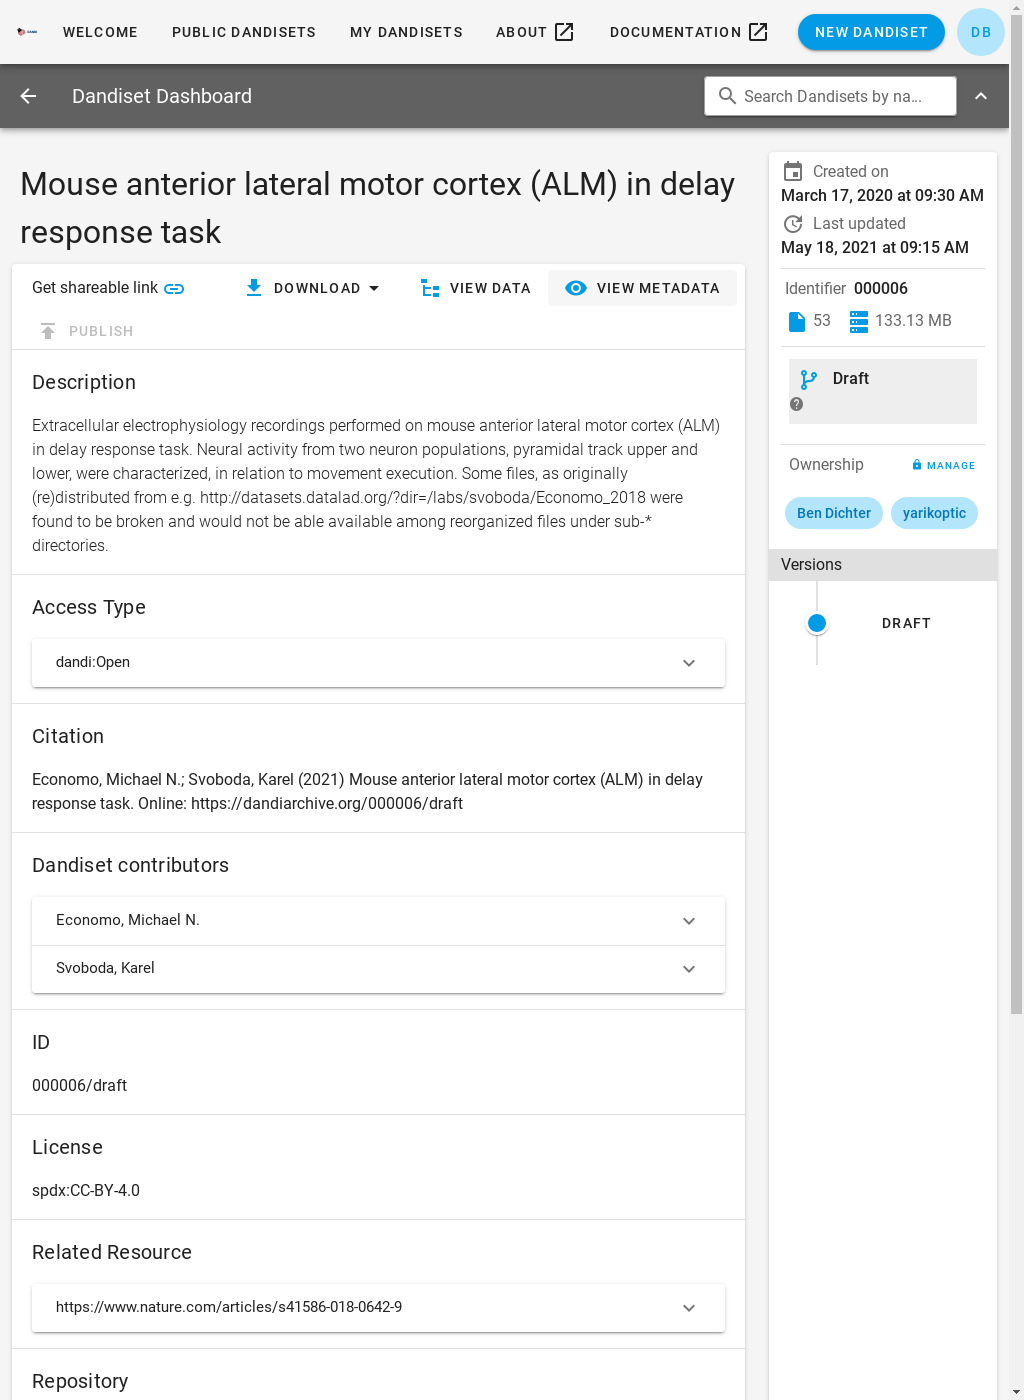 WELCOME
PUBLIC DANDISETS
MY DANDISETS
ABOUT
DOCUMENTATION
NEW DANDISET
DB
Dandiset Dashboard
Search Dandisets by na...
Mouse anterior lateral motor cortex (ALM) in delay
response task
Get shareable link
DOWNLOAD
VIEW DATA
VIEW METADATA
PUBLISH
Description
Extracellular electrophysiology recordings performed on mouse anterior lateral motor cortex (ALM)
in delay response task. Neural activity from two neuron populations, pyramidal track upper and
lower, were characterized, in relation to movement execution. Some files, as originally
(re)distributed from e.g. http://datasets.datalad.org/?dir=/labs/svoboda/Economo_2018 were
found to be broken and would not be able available among reorganized files under sub-*
directories.
Access Type
dandi:Open
Citation
Economo, Michael N.; Svoboda, Karel (2021) Mouse anterior lateral motor cortex (ALM) in delay
response task. Online: https://dandiarchive.org/000006/draft
Dandiset contributors
Economo, Michael N.
Svoboda, Karel
ID
000006/draft
License
spdx:CC-BY-4.0
Related Resource
https://www.nature.com/articles/s41586-018-0642-9
Repository
Created on
March 17, 2020 at 09:30 AM
Last updated
May 18, 2021 at 09:15 AM
Identifier 000006
53
133.13 MB
Draft
Ownership
MANAGE
Ben Dichter
yarikoptic
Versions
DRAFT